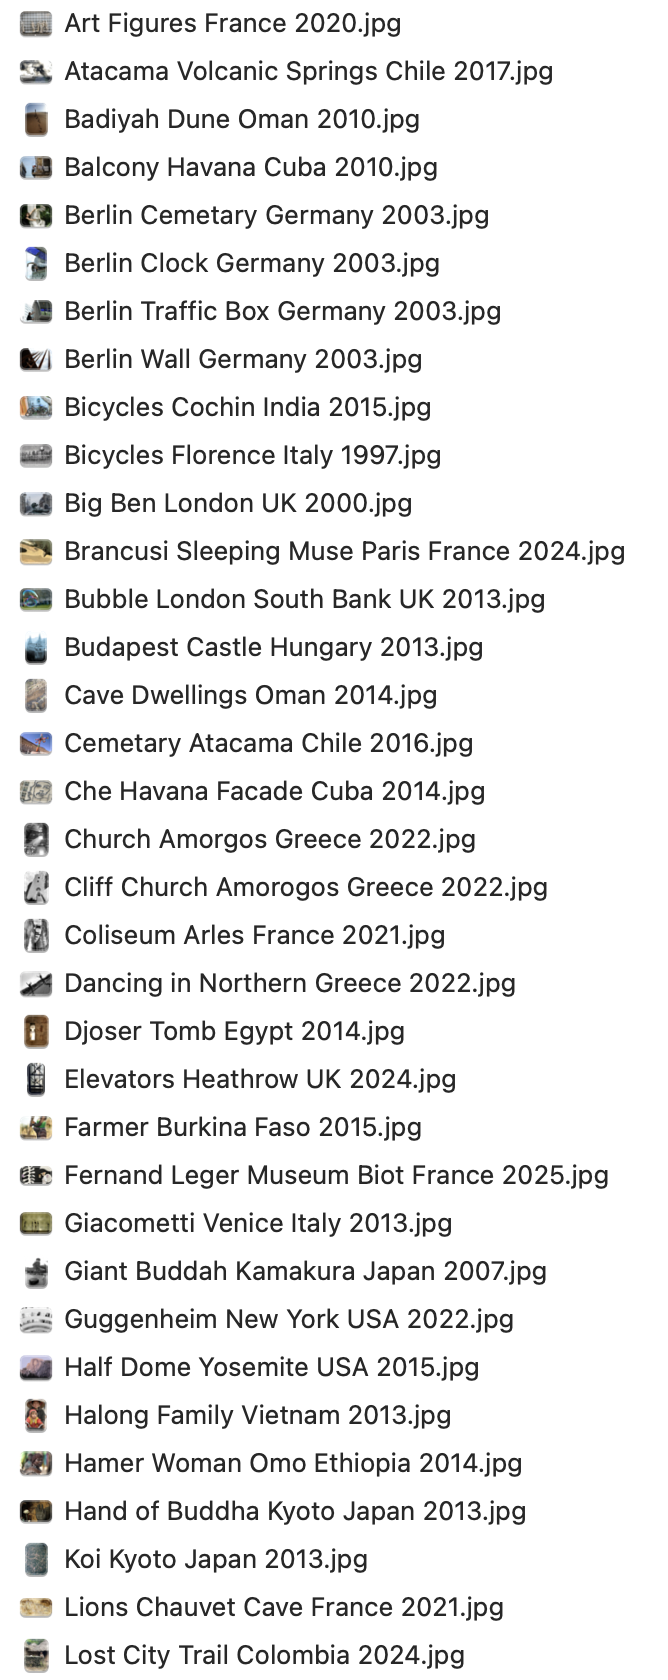 Art Figures France 2020.jpg
Atacama Volcanic Springs Chile 2017.jpg
Badiyah Dune Oman 2010.jpg
Balcony Havana Cuba 2010.jpg
Berlin Cemetary Germany 2003.jpg
Berlin Clock Germany 2003.jpg
Berlin Traffic Box Germany 2003.jpg
Berlin Wall Germany 2003.jpg
Bicycles Cochin India 2015.jpg
Bicycles Florence Italy 1997.jpg
Big Ben London UK 2000.jpg
Brancusi Sleeping Muse Paris France 2024.jpg
Bubble London South Bank UK 2013.jpg
Budapest Castle Hungary 2013.jpg
Cave Dwellings Oman 2014.jpg
Cemetary Atacama Chile 2016.jpg
Che Havana Facade Cuba 2014.jpg
Church Amorgos Greece 2022.jpg
Cliff Church Amorogos Greece 2022.jpg
Coliseum Arles France 2021.jpg
Dancing in Northern Greece 2022.jpg
Djoser Tomb Egypt 2014.jpg
Elevators Heathrow UK 2024.jpg
Farmer Burkina Faso 2015.jpg
Fernand Leger Museum Biot France 2025.jpg
Giacometti Venice Italy 2013.jpg
Giant Buddah Kamakura Japan 2007.jpg
Guggenheim New York USA 2022.jpg
Half Dome Yosemite USA 2015.jpg
Halong Family Vietnam 2013.jpg
Hamer Woman Omo Ethiopia 2014.jpg
Hand of Buddha Kyoto Japan 2013.jpg
Koi Kyoto Japan 2013.jpg
Lions Chauvet Cave France 2021.jpg
Lost City Trail Colombia 2024.jpg